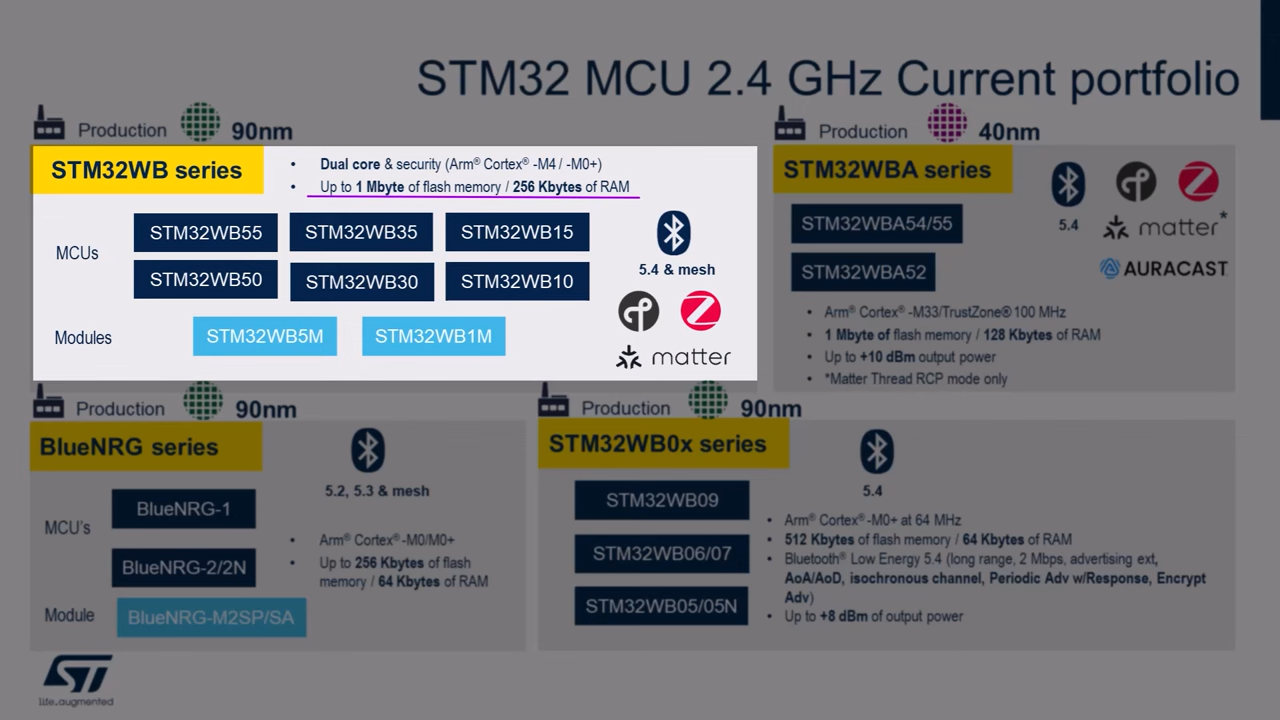 STM32 MCU 2.4 GHz Current portfolio
Production 90nm
STM32WB series
• Dual core & security (Arm® Cortex® -M4 / -M0+)
• Up to 1 Mbyte of flash memory / 256 Kbytes of RAM
MCUs
STM32WB55 STM32WB35 STM32WB15
STM32WB50 STM32WB30 STM32WB10
Modules
STM32WB5M STM32WB1M
5.4 & mesh
matter
Production 40nm
STM32WBA series
STM32WBA54/55
STM32WBA52
5.4
matter*
AURACAST
• Arm® Cortex® -M33/TrustZone® 100 MHz
• 1 Mbyte of flash memory / 128 Kbytes of RAM
• Up to +10 dBm output power
• *Matter Thread RCP mode only
Production 90nm
BlueNRG series
5.2, 5.3 & mesh
MCU's
BlueNRG-1
BlueNRG-2/2N
Module
BlueNRG-M2SP/SA
• Arm® Cortex® -M0/M0+
• Up to 256 Kbytes of flash
memory / 64 Kbytes of RAM
Production 90nm
STM32WB0x series
5.4
STM32WB09
STM32WB06/07
STM32WB05/05N
• Arm® Cortex® -M0+ at 64 MHz
• 512 Kbytes of flash memory / 64 Kbytes of RAM
• Bluetooth® Low Energy 5.4 (long range, 2 Mbps, advertising ext,
AoA/AoD, isochronous channel, Periodic Adv w/Response, Encrypt
Adv)
• Up to +8 dBm of output power
ST
life.augmented